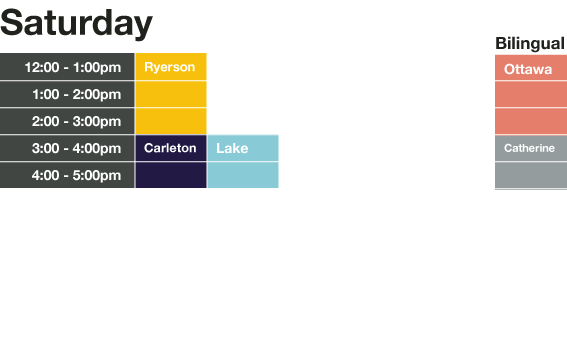 Saturday
Bilingual
12:00 - 1:00pm Ryerson Ottawa
1:00 - 2:00pm
2:00 - 3:00pm
3:00 - 4:00pm Carleton Lake Catherine
4:00 - 5:00pm